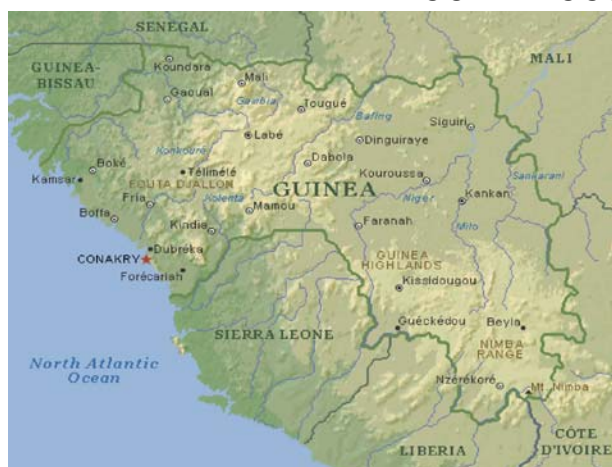 SENEGAL
GUINEA-
BISSAU
MALI
Koundara
Mali
Gaoual
Gambia
Tougué
Bafing
Siguiri
Labé
Dinguiraye
Konkouré
Boké
Télimélé
Dabola
Kamsar
FOUTA DJALLON
GUINEA
Kouroussa
Sankarani
Kankan
Fria
Kolenta
Mamou
Niger
Boffa
Kindia
Faranah
Milo
Dubréka
CONAKRY
Forécariah
GUINEA
HIGHLANDS
Kissidougou
SIERRA LEONE
Guéckédou
Beyla
NIMBA
RANGE
North Atlantic
Ocean
Nzérékoré
Mt. Nimba
LIBERIA
CÔTE
D'IVOIRE